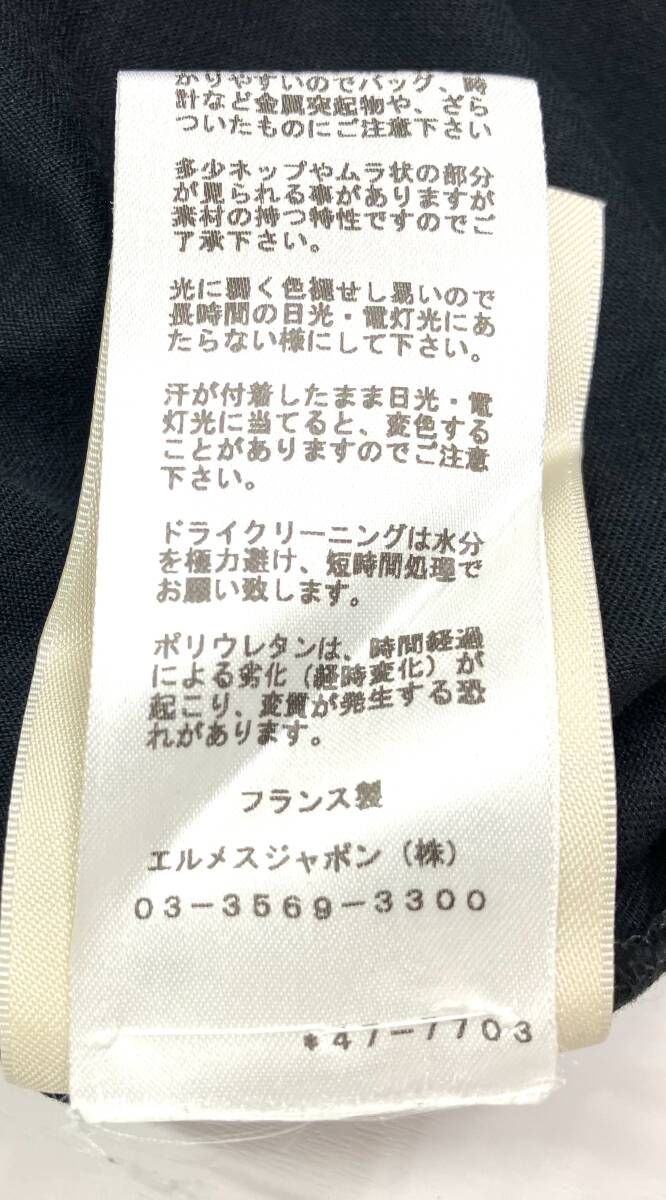 かりやすいのでバッグ、時
計など金属突起物や、ざら
ついたものにご注意下さい
多少ネップやムラ状の部分
が見られる事がありますが
素材の持つ特性ですのでご
了承下さい。
光に弱く色褪せし易いので
長時間の日光・電灯光にあ
たらない様にして下さい。
汗が付着したまま日光・電
灯光に当てると、変色する
ことがありますのでご注意
下さい。
ドライクリーニングは水分
を極力避け、短時間処理で
お願い致します。
ポリウレタンは、時間経過
による劣化（経時変化）が
起こり、変質が発生する恐
れがあります。
フランス製
エルメスジャポン（株）
03-3569-3300
*47-7703